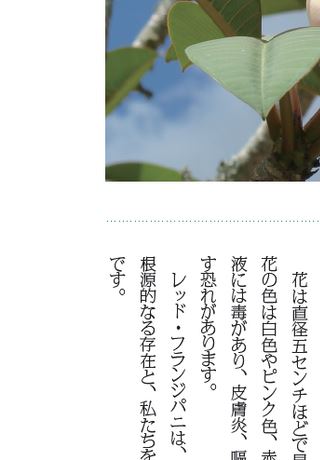 花は直径五センチほどで
花の色は白色やピンク色、赤
液には毒があり、皮膚炎、嘔
す恐れがあります。
レッド・フランジパニは、
根源的なる存在と、私たちを
です。